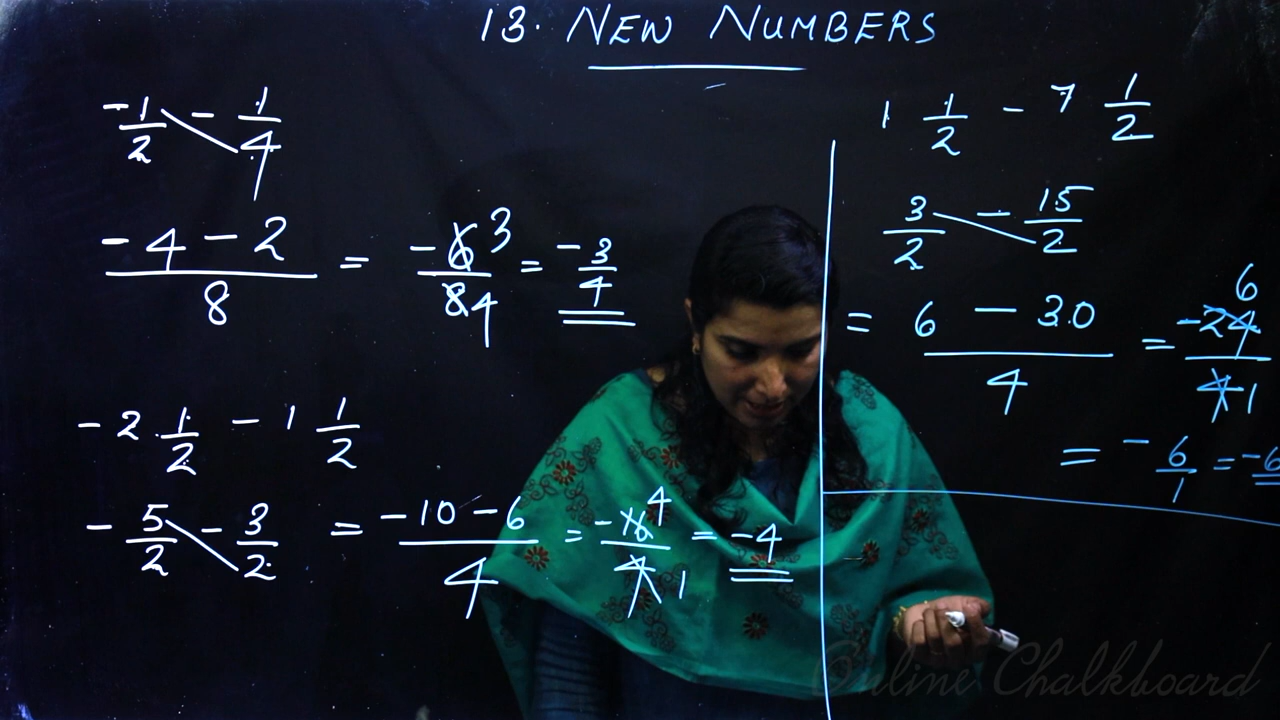 13. NEW NUMBERS
-1/2 - 1/4
(-4 - 2)/8 = -6/8 3/4 = -3/4
-2 1/2 - 1 1/2
-5/2 - 3/2 = (-10 - 6)/4 = -16/4 4/1 = -4
1 1/2 - 7 1/2
3/2 - 15/2
= (6 - 30)/4 = -24/4 6/1
= -6/1 = -6
Online Chalkboard